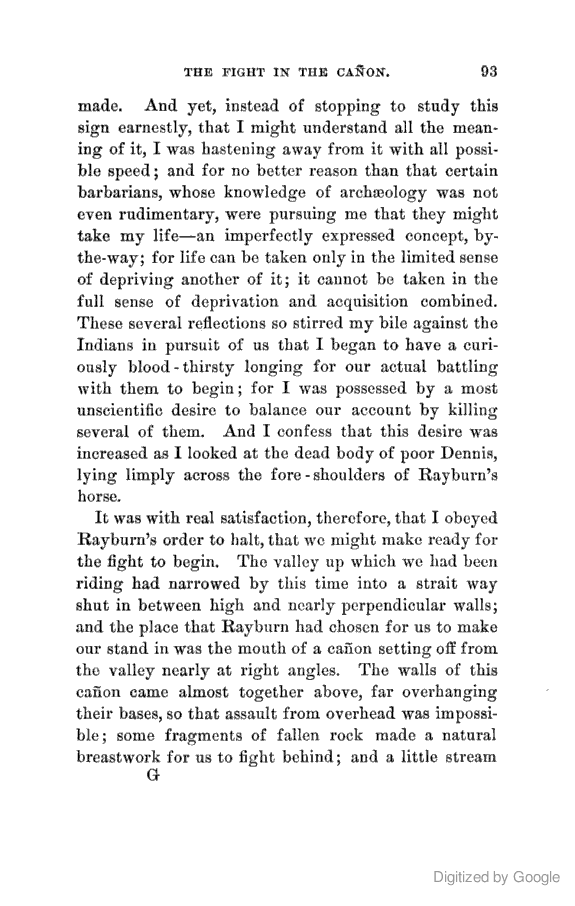 THE FIGHT IN THE CAÑON. 93
made. And yet, instead of stopping to study this
sign earnestly, that I might understand all the mean-
ing of it, I was hastening away from it with all possi-
ble speed; and for no better reason than that certain
barbarians, whose knowledge of archæology was not
even rudimentary, were pursuing me that they might
take my life—an imperfectly expressed concept, by-
the-way; for life can be taken only in the limited sense
of depriving another of it; it cannot be taken in the
full sense of deprivation and acquisition combined.
These several reflections so stirred my bile against the
Indians in pursuit of us that I began to have a curi-
ously blood-thirsty longing for our actual battling
with them to begin; for I was possessed by a most
unscientific desire to balance our account by killing
several of them. And I confess that this desire was
increased as I looked at the dead body of poor Dennis,
lying limply across the fore-shoulders of Rayburn's
horse.
It was with real satisfaction, therefore, that I obeyed
Rayburn's order to halt, that we might make ready for
the fight to begin. The valley up which we had been
riding had narrowed by this time into a strait way
shut in between high and nearly perpendicular walls;
and the place that Rayburn had chosen for us to make
our stand in was the mouth of a cañon setting off from
the valley nearly at right angles. The walls of this
cañon came almost together above, far overhanging
their bases, so that assault from overhead was impossi-
ble; some fragments of fallen rock made a natural
breastwork for us to fight behind; and a little stream
G
Digitized by Google